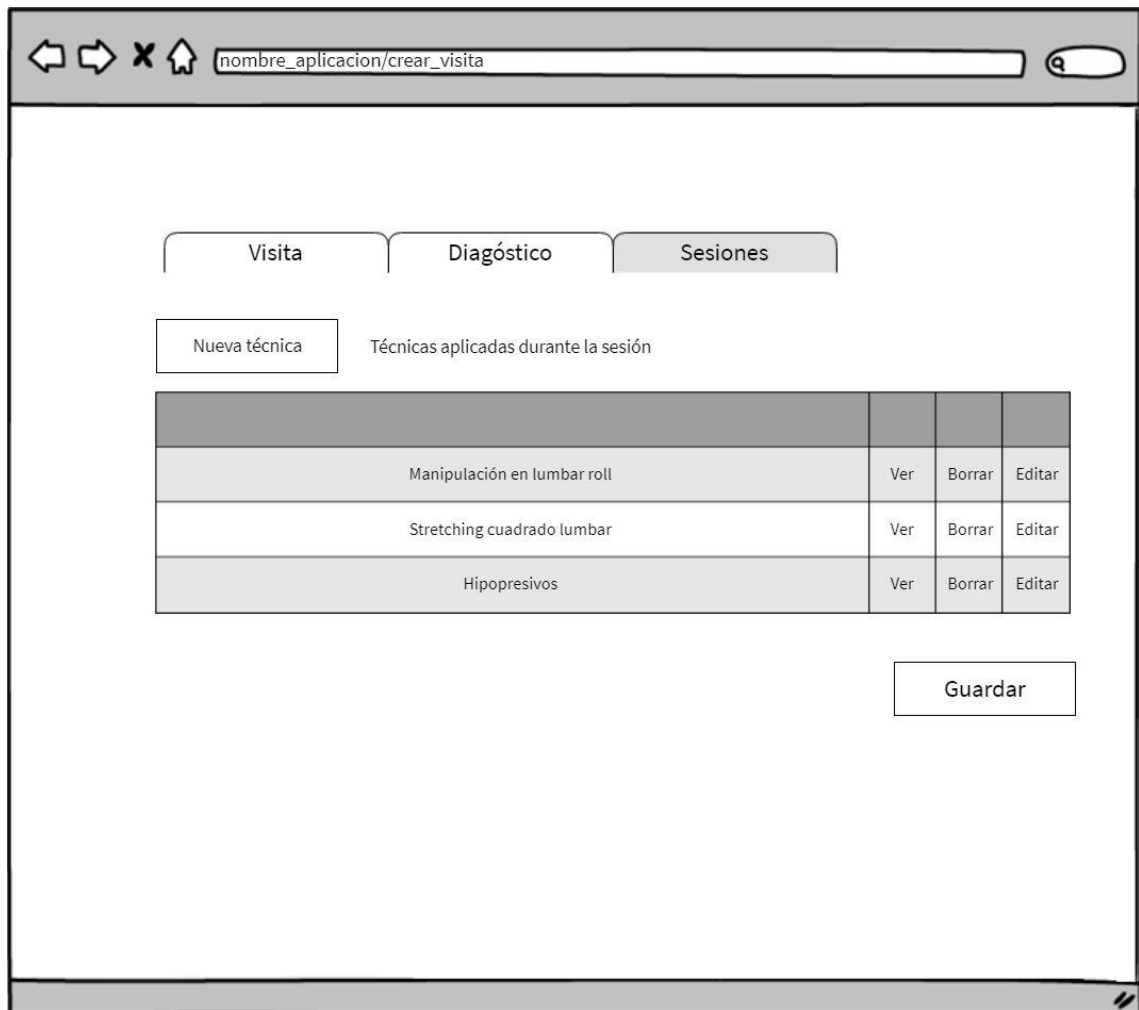 nombre_aplicacion/crear_visita
Visita Diagóstico Sesiones
Nueva técnica Técnicas aplicadas durante la sesión
Manipulación en lumbar roll Ver Borrar Editar
Stretching cuadrado lumbar Ver Borrar Editar
Hipopresivos Ver Borrar Editar
Guardar